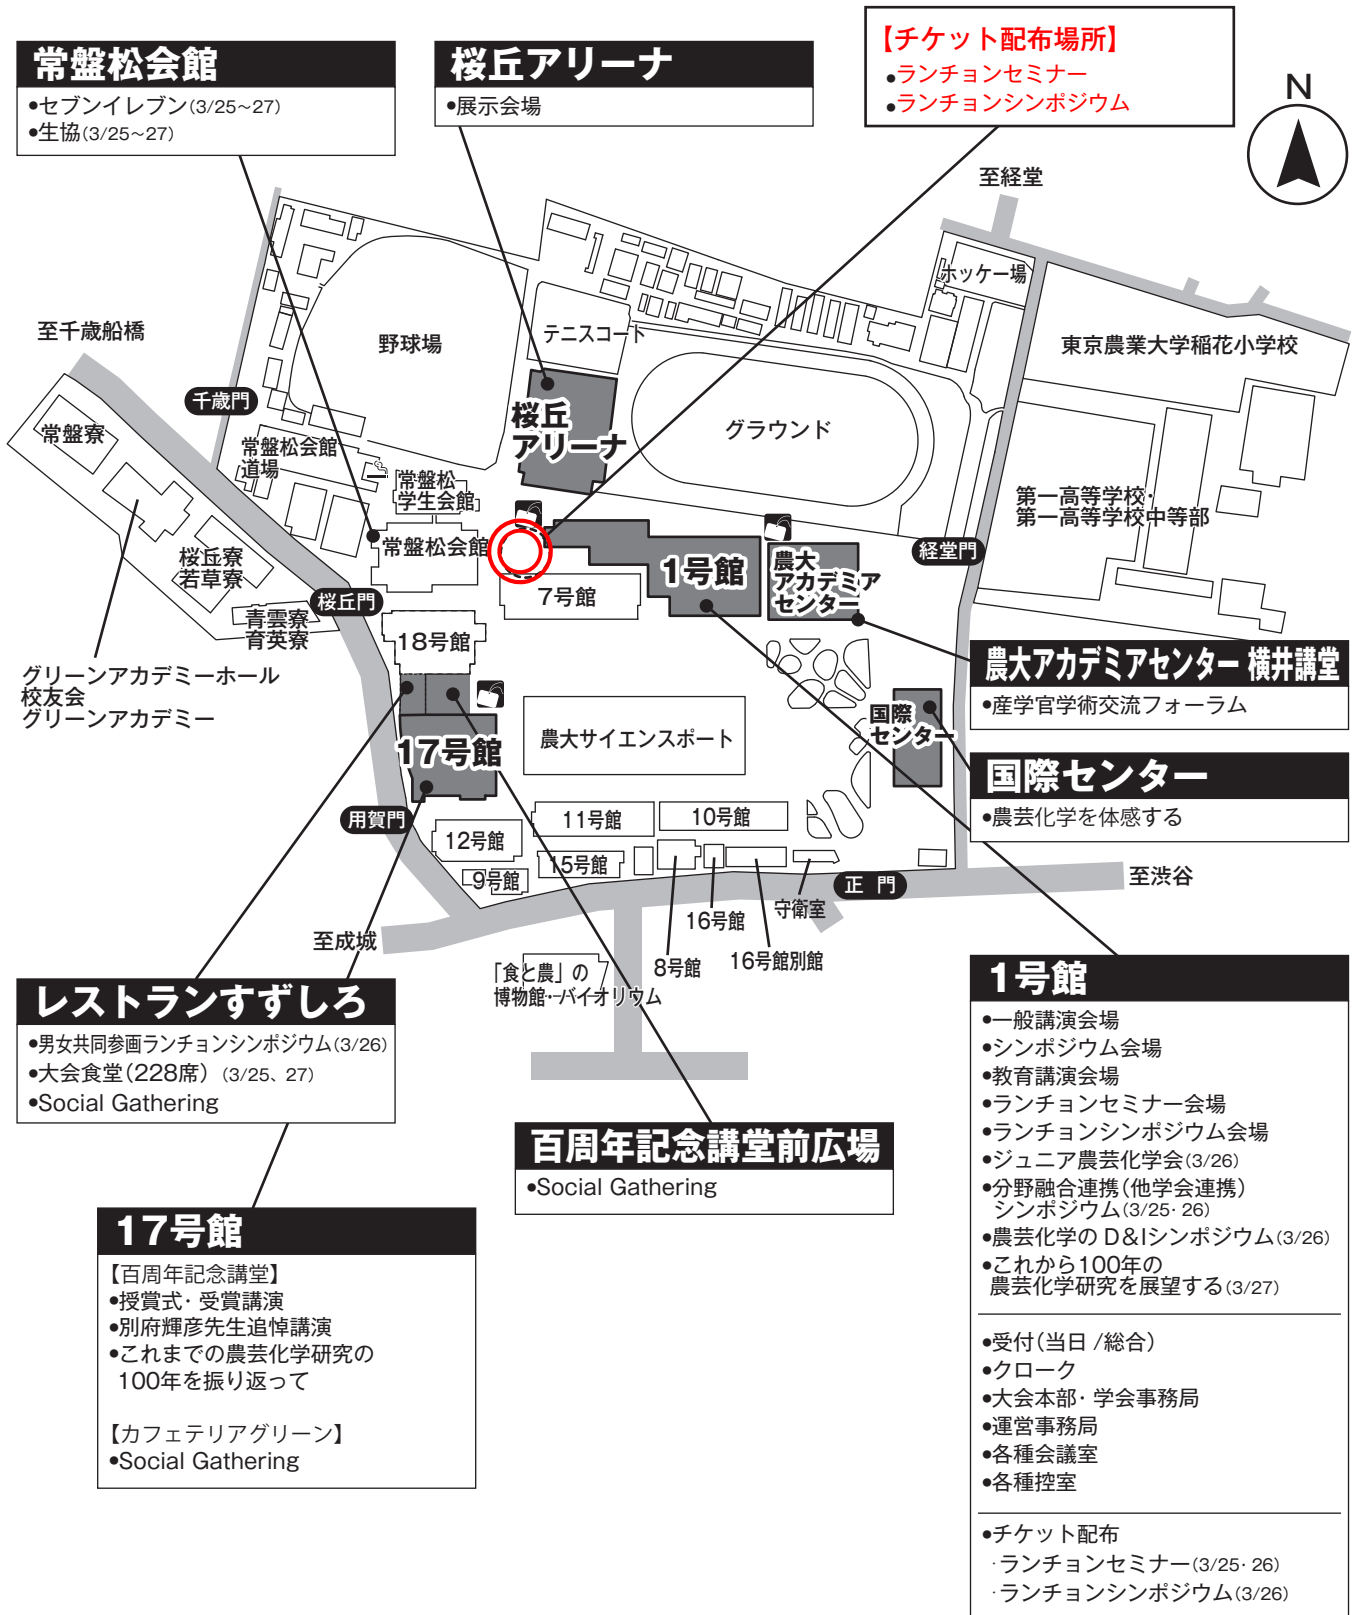 【チケット配布場所】
•ランチョンセミナー
•ランチョンシンポジウム
常盤松会館
•セブンイレブン(3/25~27)
•生協(3/25~27)
桜丘アリーナ
•展示会場
N
至経堂
ホッケー場
至千歳船橋
野球場
テニスコート
東京農業大学稲花小学校
千歳門
桜丘
アリーナ
グラウンド
常盤寮
常盤松会館
道場
常盤松
学生会館
第一高等学校・
第一高等学校中等部
常盤松会館
1号館
農大
アカデミア
センター
経堂門
桜丘寮
若草寮
7号館
桜丘門
青雲寮
育英寮
18号館
グリーンアカデミーホール
校友会
グリーンアカデミー
農大アカデミアセンター 横井講堂
•産学官学術交流フォーラム
国際
センター
17号館
農大サイエンスポート
国際センター
•農芸化学を体感する
用賀門
11号館
10号館
12号館
15号館
9号館
正 門
至渋谷
16号館
守衛室
至成城
8号館
16号館別館
「食と農」の
博物館・バイオリウム
レストランすずしろ
•男女共同参画ランチョンシンポジウム(3/26)
•大会食堂(228席) (3/25、27)
•Social Gathering
百周年記念講堂前広場
•Social Gathering
17号館
【百周年記念講堂】
•授賞式・受賞講演
•別府輝彦先生追悼講演
•これまでの農芸化学研究の
100年を振り返って
【カフェテリアグリーン】
•Social Gathering
1号館
•一般講演会場
•シンポジウム会場
•教育講演会場
•ランチョンセミナー会場
•ランチョンシンポジウム会場
•ジュニア農芸化学会(3/26)
•分野融合連携(他学会連携)
シンポジウム(3/25・26)
•農芸化学の D&Iシンポジウム(3/26)
•これから100年の
農芸化学研究を展望する(3/27)
•受付(当日 /総合)
•クローク
•大会本部・学会事務局
•運営事務局
•各種会議室
•各種控室
•チケット配布
·ランチョンセミナー(3/25・26)
·ランチョンシンポジウム(3/26)